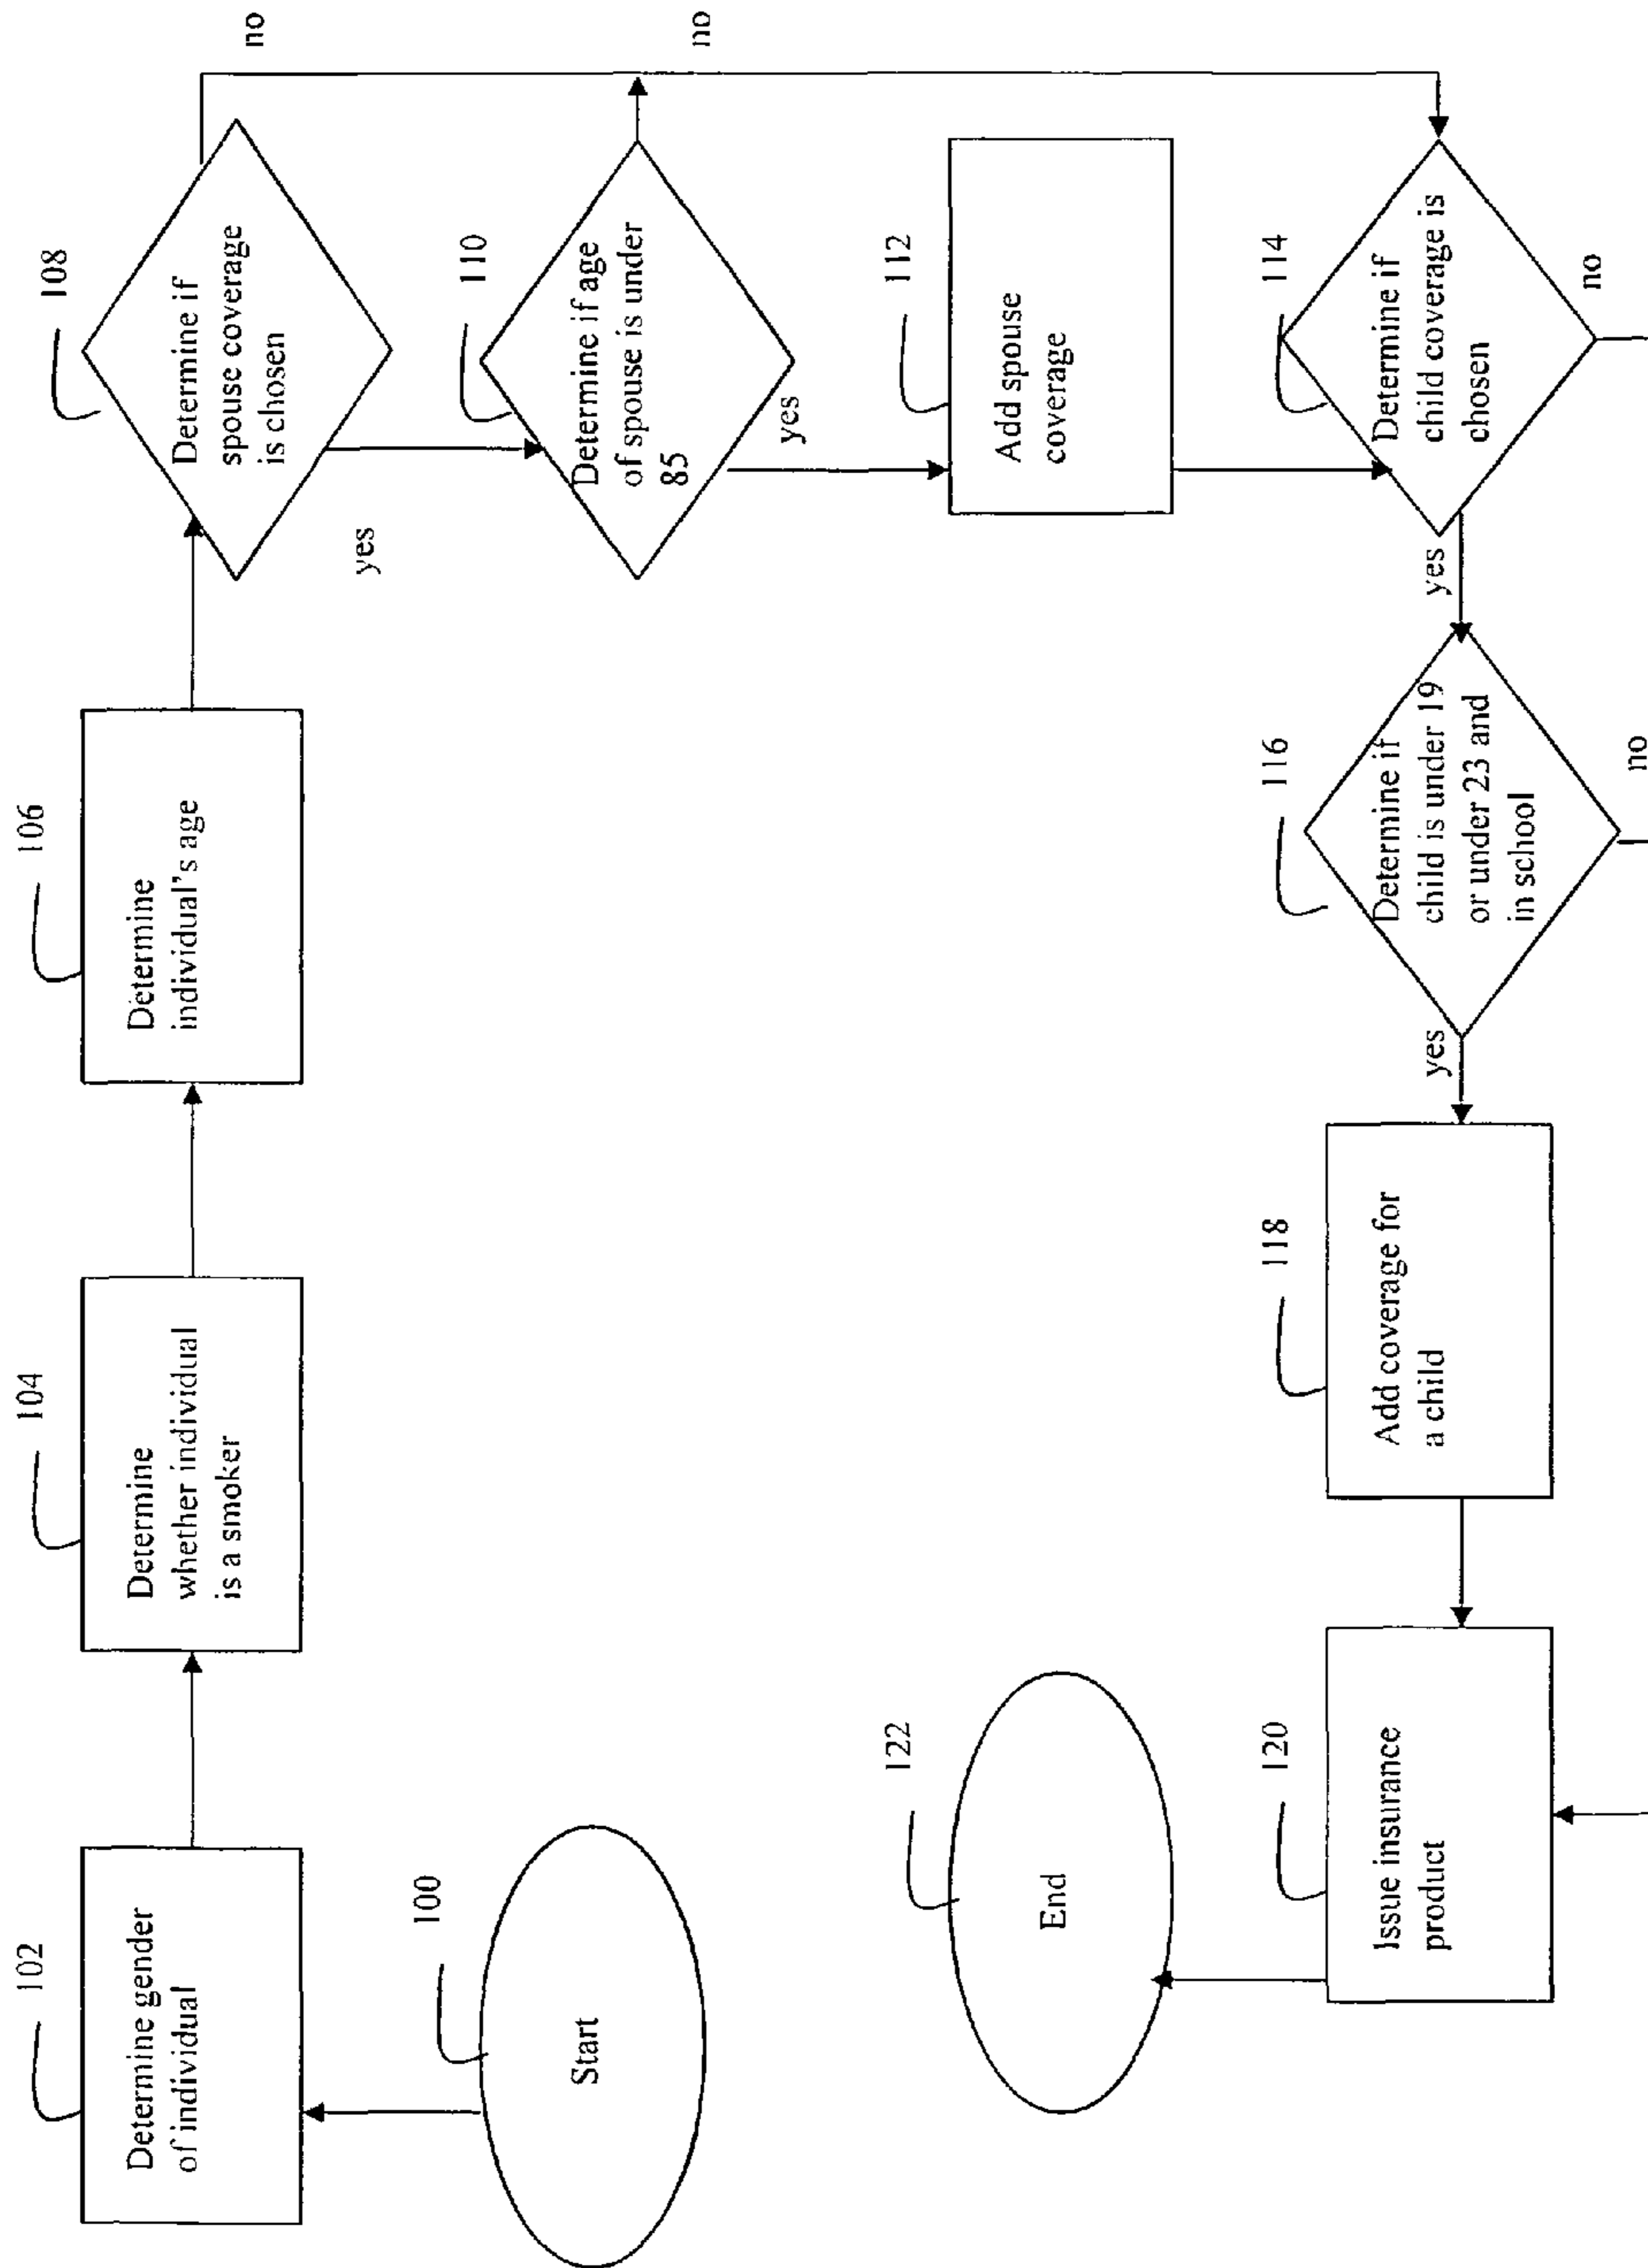 100
Start
102
Determine gender
of individual
104
Determine
whether individual
is a smoker
106
Determine
individual's age
108
Determine if
spouse coverage
is chosen
no
yes
110
Determine if age
of spouse is under
85
no
yes
112
Add spouse
coverage
114
Determine if
child coverage is
chosen
no
yes
116
Determine if
child is under 19
or under 23 and
in school
no
yes
118
Add coverage for
a child
120
Issue insurance
product
122
End